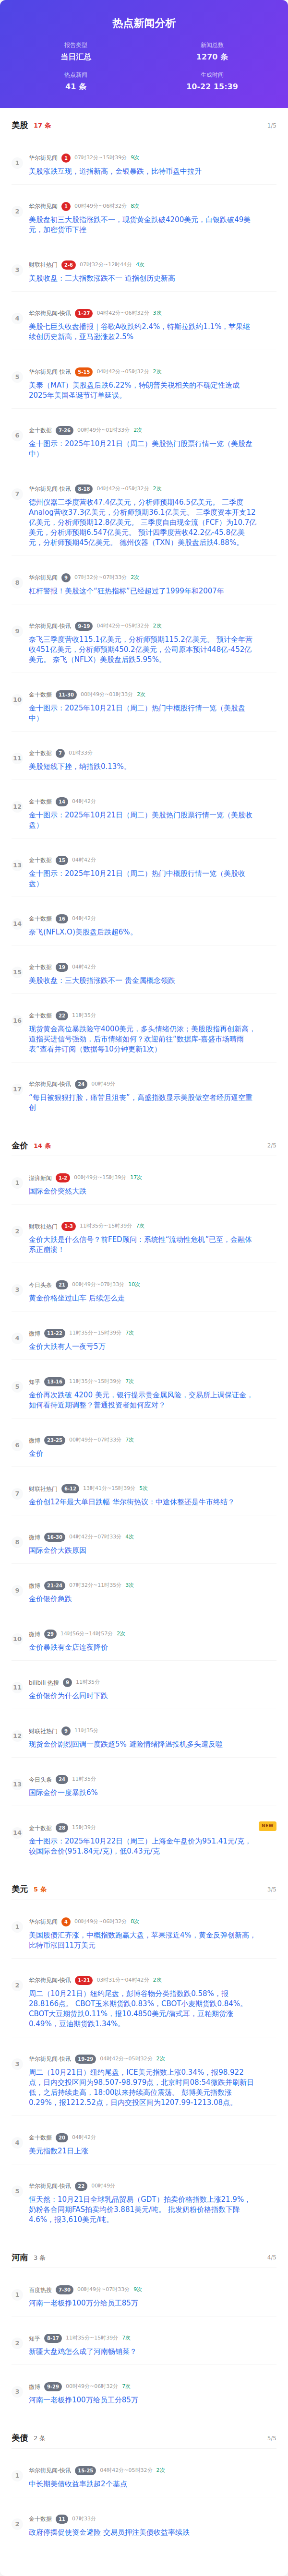 热点新闻分析
报告类型
当日汇总
新闻总数
1270 条
热点新闻
41 条
生成时间
10-22 15:39
美股 17 条 1/5
1 华尔街见闻 1 07时32分~15时39分 9次
美股涨跌互现，道指新高，金银暴跌，比特币盘中拉升
2 华尔街见闻 1 00时49分~06时32分 8次
美股盘初三大股指涨跌不一，现货黄金跌破4200美元，白银跌破49美
元，加密货币下挫
3 财联社热门 2-6 07时32分~12时44分 4次
美股收盘：三大指数涨跌不一 道指创历史新高
4 华尔街见闻-快讯 1-27 04时42分~06时32分 3次
美股七巨头收盘播报｜谷歌A收跌约2.4%，特斯拉跌约1.1%，苹果继
续创历史新高，亚马逊涨超2.5%
5 华尔街见闻-快讯 5-19 04时42分~05时32分 2次
美泰（MAT）美股盘后跌6.22%，特朗普关税相关的不确定性造成
2025年美国圣诞节订单延误。
6 金十数据 7-26 00时49分~01时33分 2次
金十图示：2025年10月21日（周二）美股热门股票行情一览（美股盘
中）
7 华尔街见闻-快讯 8-18 04时42分~05时32分 2次
德州仪器三季度营收47.4亿美元，分析师预期46.5亿美元。 三季度
Analog营收37.3亿美元，分析师预期36.1亿美元。 三季度资本开支12
亿美元，分析师预期12.8亿美元。 三季度自由现金流（FCF）为10.7亿
美元，分析师预期6.547亿美元。 预计四季度营收42.2亿-45.8亿美
元，分析师预期45亿美元。 德州仪器（TXN）美股盘后跌4.88%。
8 华尔街见闻 9 07时32分~07时33分 2次
杠杆警报！美股这个“狂热指标”已经超过了1999年和2007年
9 华尔街见闻-快讯 9-19 04时42分~05时32分 2次
奈飞三季度营收115.1亿美元，分析师预期115.2亿美元。 预计全年营
收451亿美元，分析师预期450.2亿美元，公司原本预计448亿-452亿
美元。 奈飞（NFLX）美股盘后跌5.95%。
10 金十数据 11-30 00时49分~01时33分 2次
金十图示：2025年10月21日（周二）热门中概股行情一览（美股盘
中）
11 金十数据 7 01时33分
美股短线下挫，纳指跌0.13%。
12 金十数据 14 04时42分
金十图示：2025年10月21日（周二）美股热门股票行情一览（美股收
盘）
13 金十数据 15 04时42分
金十图示：2025年10月21日（周二）热门中概股行情一览（美股收
盘）
14 金十数据 16 04时42分
奈飞(NFLX.O)美股盘后跌超6%。
15 金十数据 19 04时42分
美股收盘：三大股指涨跌不一 贵金属概念领跌
16 金十数据 22 11时35分
现货黄金高位暴跌险守4000美元，多头情绪仍浓；美股股指再创新高，
道指买进信号强劲，后市情绪如何？欢迎前往“数据库-嘉盛市场晴雨
表”查看并订阅（数据每10分钟更新1次）
17 华尔街见闻-快讯 24 00时49分
“每日被狠狠打脸，痛苦且沮丧”，高盛指数显示美股做空者经历逼空重
创
金价 14 条 2/5
1 澎湃新闻 1-2 00时49分~15时39分 17次
国际金价突然大跌
2 财联社热门 1-3 11时35分~15时39分 7次
金价大跌是什么信号？前FED顾问：系统性“流动性危机”已至，金融体
系正崩溃！
3 今日头条 21 00时49分~07时33分 10次
黄金价格坐过山车 后续怎么走
4 微博 11-22 11时35分~15时39分 7次
金价大跌有人一夜亏5万
5 知乎 13-16 11时35分~15时39分 7次
金价再次跌破 4200 美元，银行提示贵金属风险，交易所上调保证金，
如何看待近期调整？普通投资者如何应对？
6 微博 23-25 00时49分~07时33分 7次
金价
7 财联社热门 6-12 13时41分~15时39分 5次
金价创12年最大单日跌幅 华尔街热议：中途休整还是牛市终结？
8 微博 16-30 04时42分~07时33分 4次
国际金价大跌原因
9 微博 21-24 07时32分~11时35分 3次
金价银价急跌
10 微博 29 14时56分~14时57分 2次
金价暴跌有金店连夜降价
11 bilibili 热搜 9 11时35分
金价银价为什么同时下跌
12 财联社热门 9 11时35分
现货金价剧烈回调一度跌超5% 避险情绪降温投机多头遭反噬
13 今日头条 24 11时35分
国际金价一度暴跌6%
14 金十数据 28 15时39分 NEW
金十图示：2025年10月22日（周三）上海金午盘价为951.41元/克，
较国际金价(951.84元/克)，低0.43元/克
美元 5 条 3/5
1 华尔街见闻 4 00时49分~06时32分 8次
美国股债汇齐涨，中概指数跑赢大盘，苹果涨近4%，黄金反弹创新高，
比特币涨回11万美元
2 华尔街见闻-快讯 1-21 03时31分~04时42分 2次
周二（10月21日）纽约尾盘，彭博谷物分类指数跌0.58%，报
28.8166点。 CBOT玉米期货跌0.83%，CBOT小麦期货跌0.84%。
CBOT大豆期货跌0.11%，报10.4850美元/蒲式耳，豆粕期货涨
0.49%，豆油期货跌1.34%。
3 华尔街见闻-快讯 19-29 04时42分~05时32分 2次
周二（10月21日）纽约尾盘，ICE美元指数上涨0.34%，报98.922
点，日内交投区间为98.507-98.979点，北京时间08:54微跌并刷新日
低，之后持续走高，18:00以来持续高位震荡。 彭博美元指数涨
0.29%，报1212.52点，日内交投区间为1207.99-1213.08点。
4 金十数据 20 04时42分
美元指数21日上涨
5 华尔街见闻-快讯 22 00时49分
恒天然：10月21日全球乳品贸易（GDT）拍卖价格指数上涨21.9%，
奶粉各合同期FAS拍卖均价3.881美元/吨。 批发奶粉价格指数下降
4.6%，报3,610美元/吨。
河南 3 条 4/5
1 百度热搜 7-30 00时49分~07时33分 9次
河南一老板挣100万给员工分85万
2 知乎 8-17 11时35分~15时39分 7次
新疆大盘鸡怎么成了河南畅销菜？
3 微博 9-29 00时49分~06时32分 7次
河南一老板挣100万给员工分85万
美债 2 条 5/5
1 华尔街见闻-快讯 15-25 04时42分~05时32分 2次
中长期美债收益率跌超2个基点
2 金十数据 11 07时33分
政府停摆促使资金避险 交易员押注美债收益率续跌